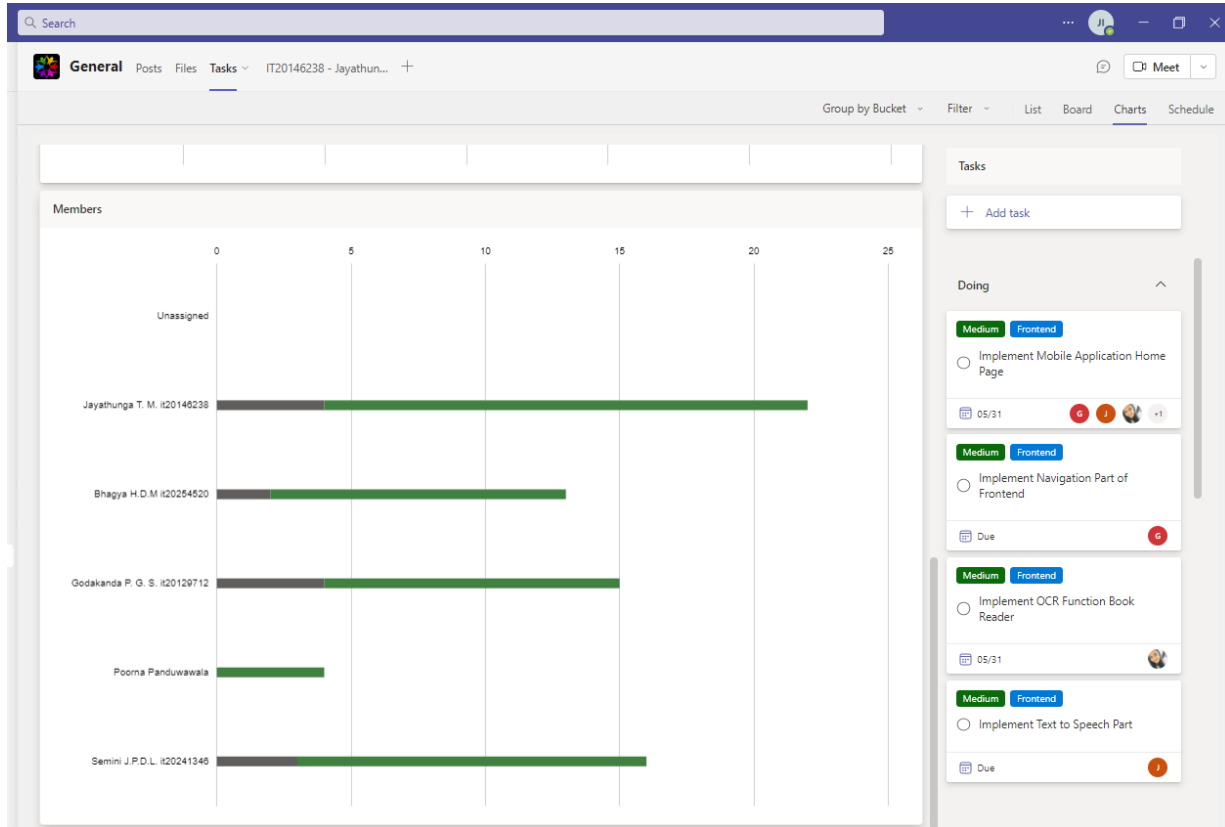 Search
JI
General Posts Files Tasks IT20146238 - Jayathun...
Meet
Group by Bucket Filter List Board Charts Schedule
Members
0 5 10 15 20 25
Unassigned
Jayathunga T. M. it20146238
Bhagya H.D.M it20254520
Godakanda P. G. S. it20129712
Poorna Panduwawala
Semini J.P.D.L. it20241346
Tasks
Add task
Doing
Medium Frontend
Implement Mobile Application Home
Page
05/31 G J +1
Medium Frontend
Implement Navigation Part of
Frontend
Due G
Medium Frontend
Implement OCR Function Book
Reader
05/31
Medium Frontend
Implement Text to Speech Part
Due J